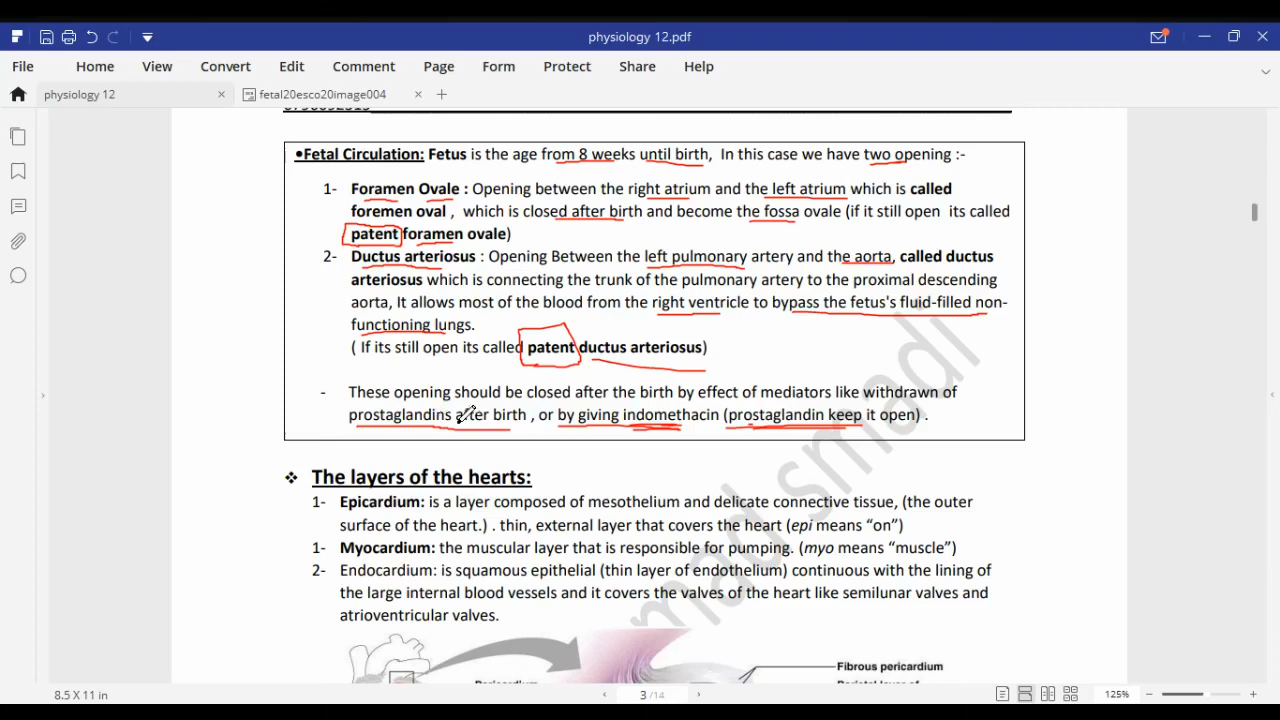 physiology 12.pdf
File Home View Convert Edit Comment Page Form Protect Share Help
physiology 12 × fetal20esco20image004 × +
•Fetal Circulation: Fetus is the age from 8 weeks until birth, In this case we have two opening :-
1- Foramen Ovale : Opening between the right atrium and the left atrium which is called
foremen oval , which is closed after birth and become the fossa ovale (if it still open its called
patent foramen ovale)
2- Ductus arteriosus : Opening Between the left pulmonary artery and the aorta, called ductus
arteriosus which is connecting the trunk of the pulmonary artery to the proximal descending
aorta, It allows most of the blood from the right ventricle to bypass the fetus's fluid-filled non-
functioning lungs.
( If its still open its called patent ductus arteriosus)
- These opening should be closed after the birth by effect of mediators like withdrawn of
prostaglandins after birth , or by giving indomethacin (prostaglandin keep it open) .
❖ The layers of the hearts:
1- Epicardium: is a layer composed of mesothelium and delicate connective tissue, (the outer
surface of the heart.) . thin, external layer that covers the heart (epi means “on”)
1- Myocardium: the muscular layer that is responsible for pumping. (myo means “muscle”)
2- Endocardium: is squamous epithelial (thin layer of endothelium) continuous with the lining of
the large internal blood vessels and it covers the valves of the heart like semilunar valves and
atrioventricular valves.
Fibrous pericardium
smadi
8.5 X 11 in 3 /14 125%